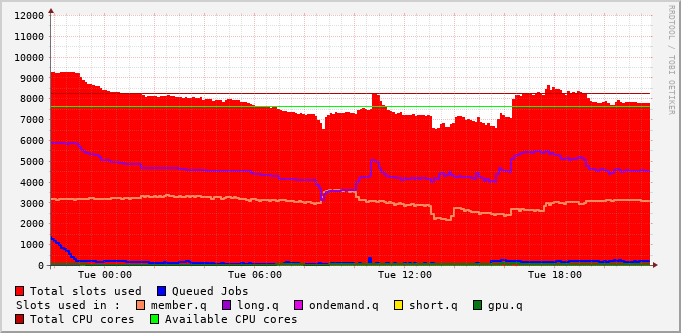 12000
11000
10000
9000
8000
7000
6000
5000
4000
3000
2000
1000
0
Tue 00:00 Tue 06:00 Tue 12:00 Tue 18:00
Total slots used Queued Jobs
Slots used in : member.q long.q ondemand.q short.q gpu.q
Total CPU cores Available CPU cores
RRDTOOL / TOBI OETIKER